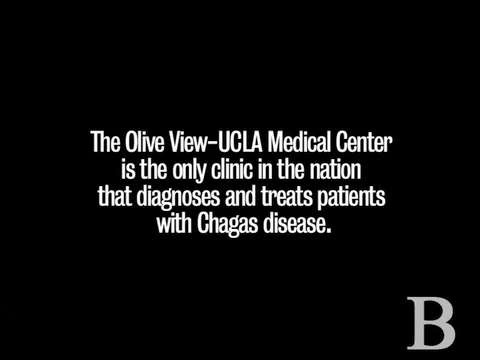 The Olive View-UCLA Medical Center
is the only clinic in the nation
that diagnoses and treats patients
with Chagas disease.
B